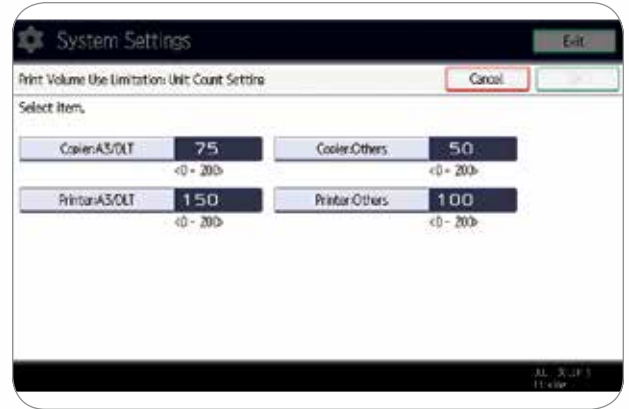 System Settings
Exit
Print Volume Use Limitation: Unit Count Setting
Cancel
Select Item.
Copier:A3/DLT 75 Copier:Others 50
<0 - 200> <0 - 200>
Printer:A3/DLT 150 Printer:Others 100
<0 - 200> <0 - 200>